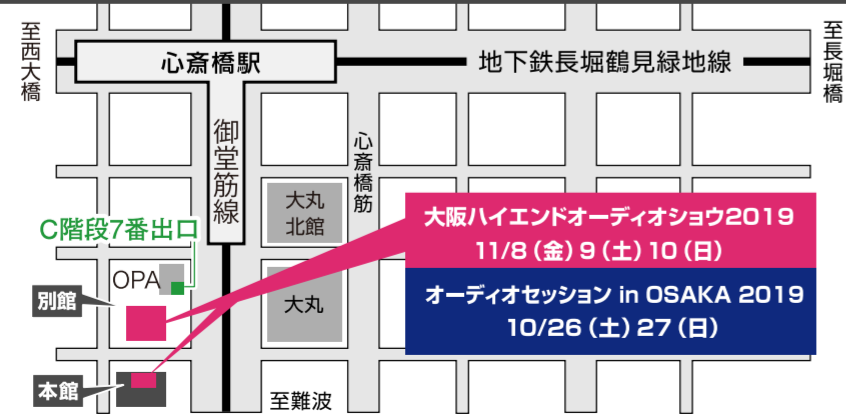 至西大橋
心斎橋駅
地下鉄長堀鶴見緑地線
至長堀橋
御堂筋線
心斎橋筋
大丸
北館
C階段7番出口
OPA
大丸
別館
本館
至難波
大阪ハイエンドオーディオショウ2019
11/8（金）9（土）10（日）
オーディオセッション in OSAKA 2019
10/26（土）27（日）